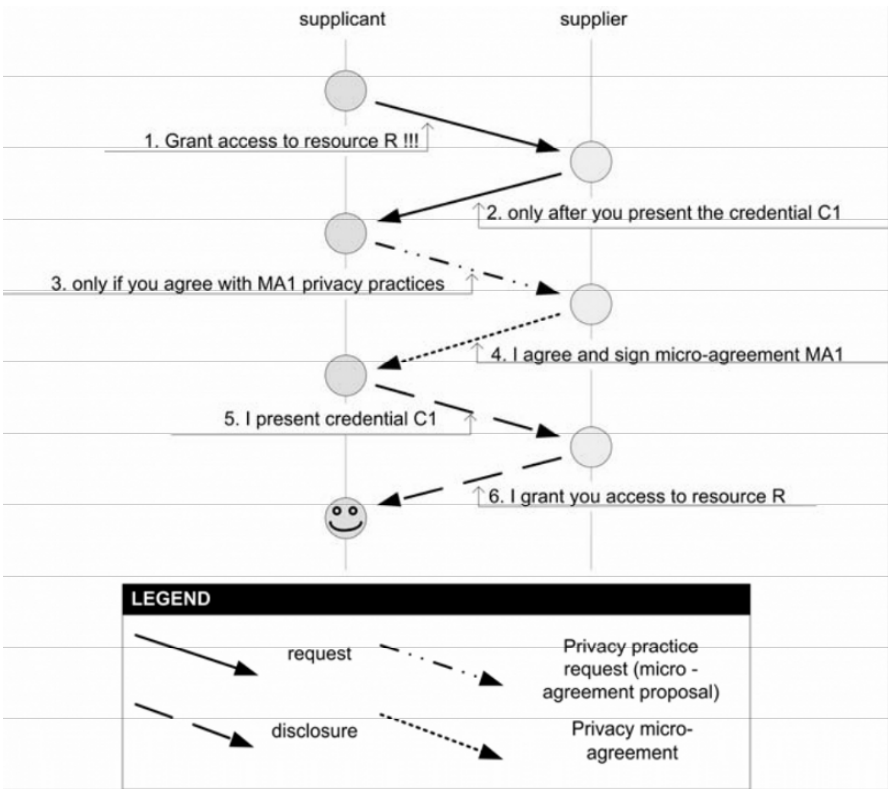 supplicant
supplier
1. Grant access to resource R !!!
2. only after you present the credential C1
3. only if you agree with MA1 privacy practices
4. I agree and sign micro-agreement MA1
5. I present credential C1
6. I grant you access to resource R
LEGEND
request
Privacy practice
request (micro -
agreement proposal)
disclosure
Privacy micro-
agreement